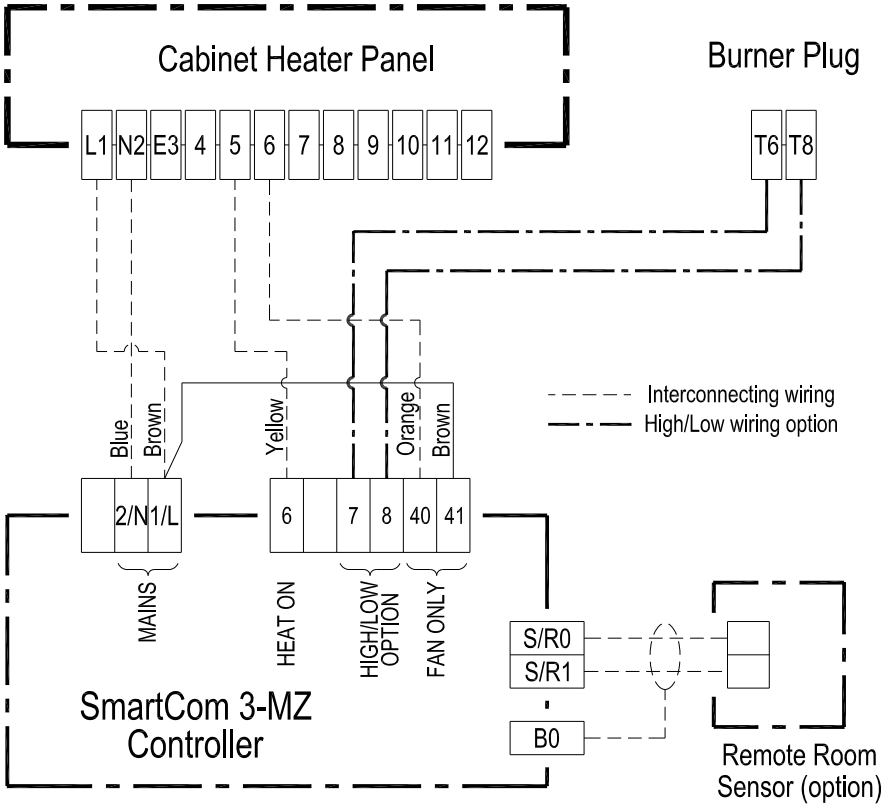 Cabinet Heater Panel
Burner Plug
L1 N2 E3 4 5 6 7 8 9 10 11 12
T6 T8
Interconnecting wiring
High/Low wiring option
Blue
Brown
Yellow
Orange
Brown
2/N 1/L
6 7 8 40 41
MAINS
HEAT ON
HIGH/LOW
OPTION
FAN ONLY
S/R0
S/R1
B0
SmartCom 3-MZ
Controller
Remote Room
Sensor (option)